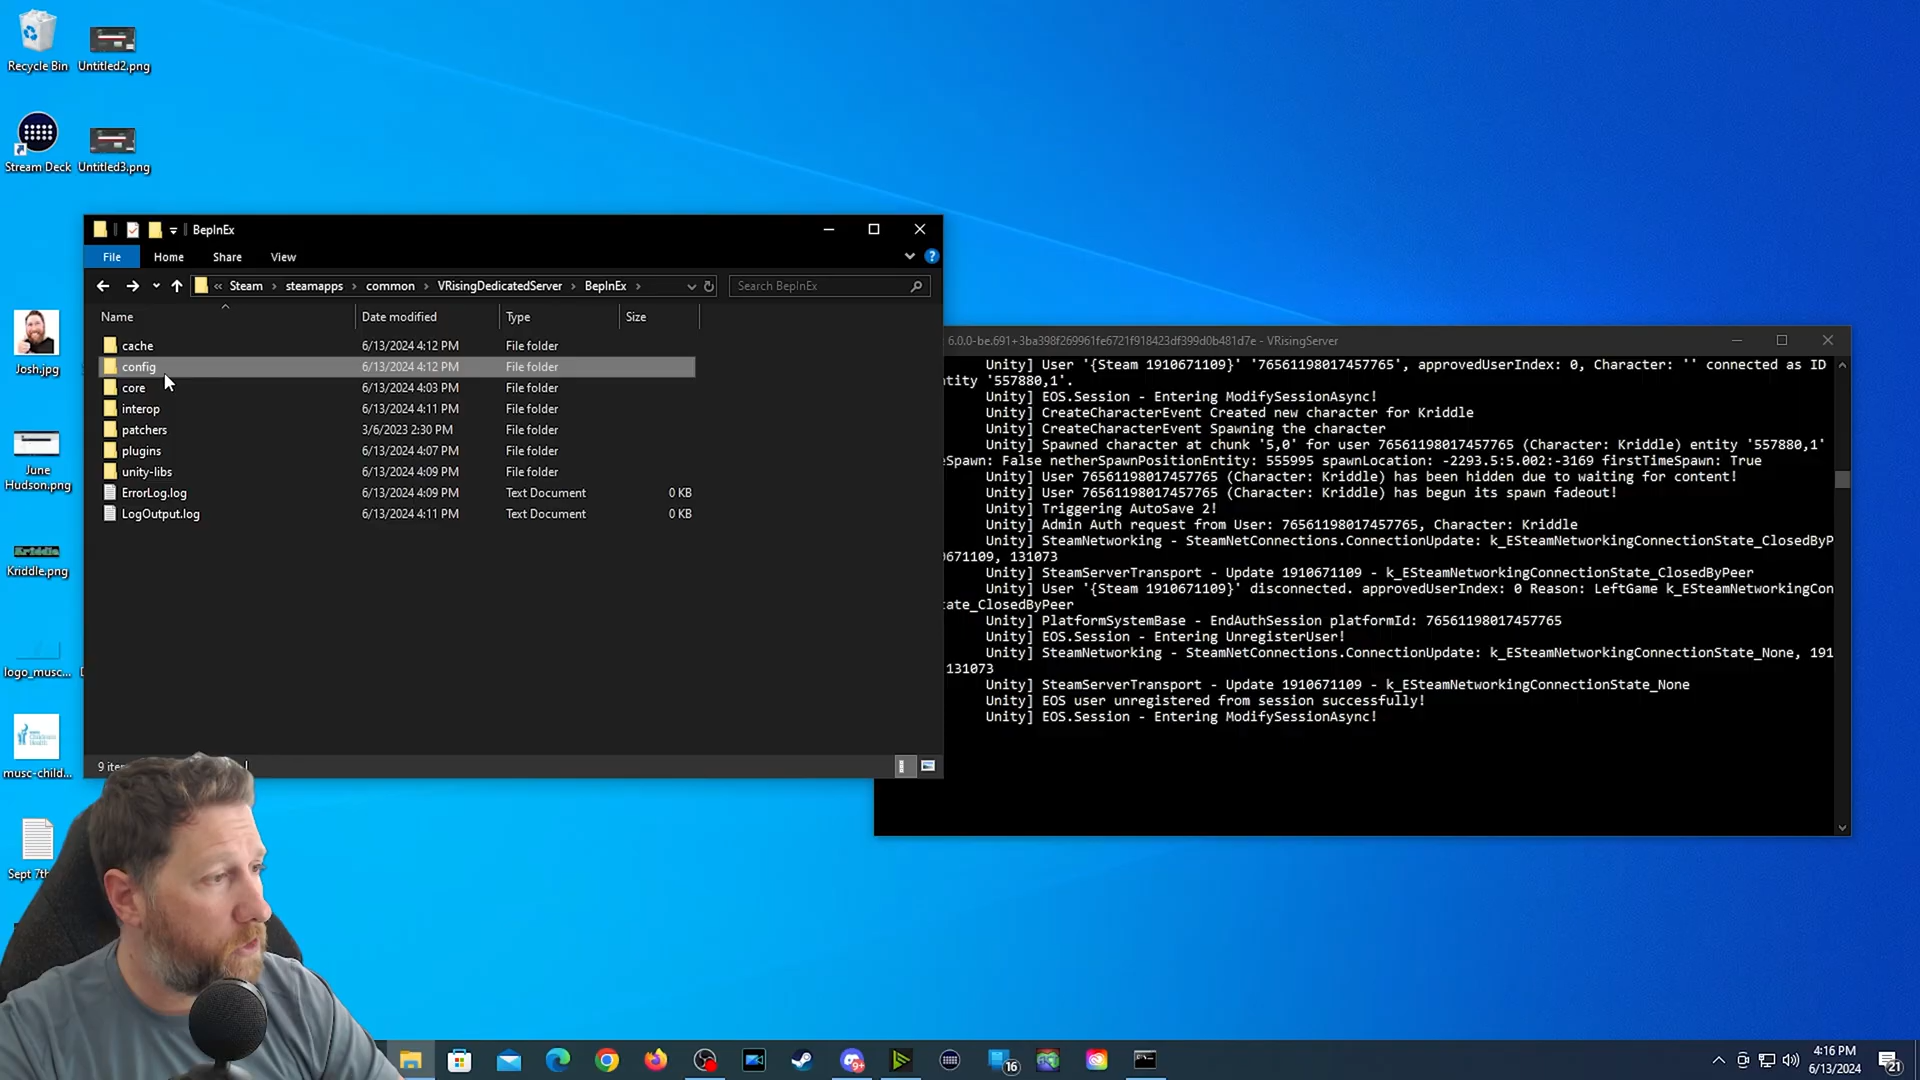 Recycle Bin
Untitled2.png
Stream Deck
Untitled3.png
Josh.jpg
June
Hudson.png
Kriddle
Kriddle.png
logo_musc...
musc-child...
Sept 7th
BepInEx
File
Home
Share
View
«
Steam
steamapps
common
VRisingDedicatedServer
BepInEx
Search BepInEx
Name
Date modified
Type
Size
cache 6/13/2024 4:12 PM File folder
config 6/13/2024 4:12 PM File folder
core 6/13/2024 4:03 PM File folder
interop 6/13/2024 4:11 PM File folder
patchers 3/6/2023 2:30 PM File folder
plugins 6/13/2024 4:07 PM File folder
unity-libs 6/13/2024 4:09 PM File folder
ErrorLog.log 6/13/2024 4:09 PM Text Document 0 KB
LogOutput.log 6/13/2024 4:11 PM Text Document 0 KB
6.0.0-be.691+3ba398f269961fe6721f918423df399d0b481d7e - VRisingServer
Unity] User '{Steam 1910671109}' '76561198017457765', approvedUserIndex: 0, Character: '' connected as ID
tity '557880,1'.
Unity] EOS.Session - Entering ModifySessionAsync!
Unity] CreateCharacterEvent Created new character for Kriddle
Unity] CreateCharacterEvent Spawning the character
Unity] Spawned character at chunk '5,0' for user 76561198017457765 (Character: Kriddle) entity '557880,1'
eSpawn: False netherSpawnPositionEntity: 555995 spawnLocation: -2293.5:5.002:-3169 firstTimeSpawn: True
Unity] User 76561198017457765 (Character: Kriddle) has been hidden due to waiting for content!
Unity] User 76561198017457765 (Character: Kriddle) has begun its spawn fadeout!
Unity] Triggering AutoSave 2!
Unity] Admin Auth request from User: 76561198017457765, Character: Kriddle
Unity] SteamNetworking - SteamNetConnections.ConnectionUpdate: k_ESteamNetworkingConnectionState_ClosedByP
671109, 131073
Unity] SteamServerTransport - Update 1910671109 - k_ESteamNetworkingConnectionState_ClosedByPeer
Unity] User '{Steam 1910671109}' disconnected. approvedUserIndex: 0 Reason: LeftGame k_ESteamNetworkingCon
ate_ClosedByPeer
Unity] PlatformSystemBase - EndAuthSession platformId: 76561198017457765
Unity] EOS.Session - Entering UnregisterUser!
Unity] SteamNetworking - SteamNetConnections.ConnectionUpdate: k_ESteamNetworkingConnectionState_None, 191
131073
Unity] SteamServerTransport - Update 1910671109 - k_ESteamNetworkingConnectionState_None
Unity] EOS user unregistered from session successfully!
Unity] EOS.Session - Entering ModifySessionAsync!
9+
16
4:16 PM
6/13/2024
21